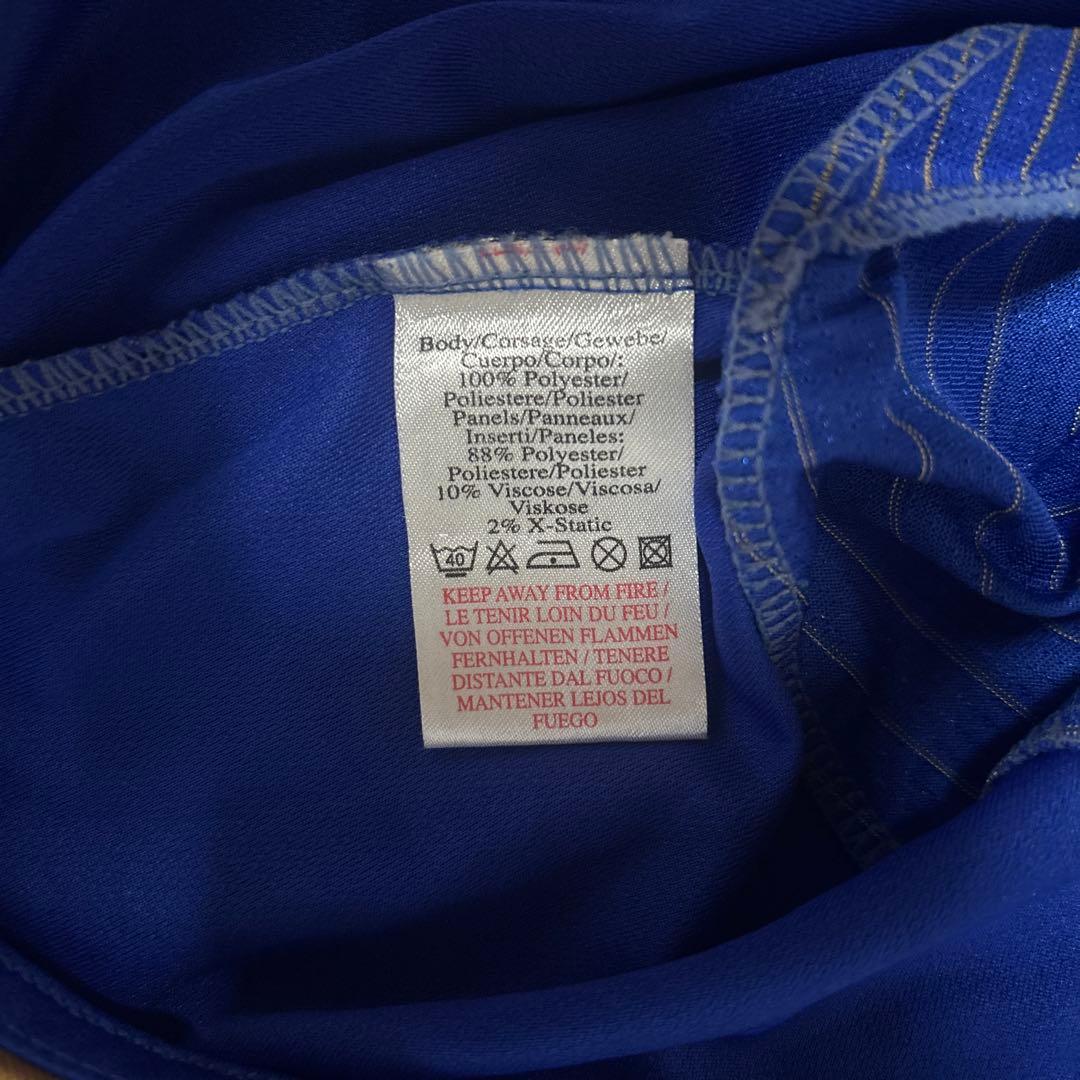 Body/Corsage/Gewebe/
Cuerpo/Corpo/:
100% Polyester/
Poliestere/Poliester
Panels/Panneaux/
Inserti/Paneles:
88% Polyester/
Poliestere/Poliester
10% Viscose/Viscosa/
Viskose
2% X-Static
40
KEEP AWAY FROM FIRE /
LE TENIR LOIN DU FEU /
VON OFFENEN FLAMMEN
FERNHALTEN / TENERE
DISTANTE DAL FUOCO /
MANTENER LEJOS DEL
FUEGO